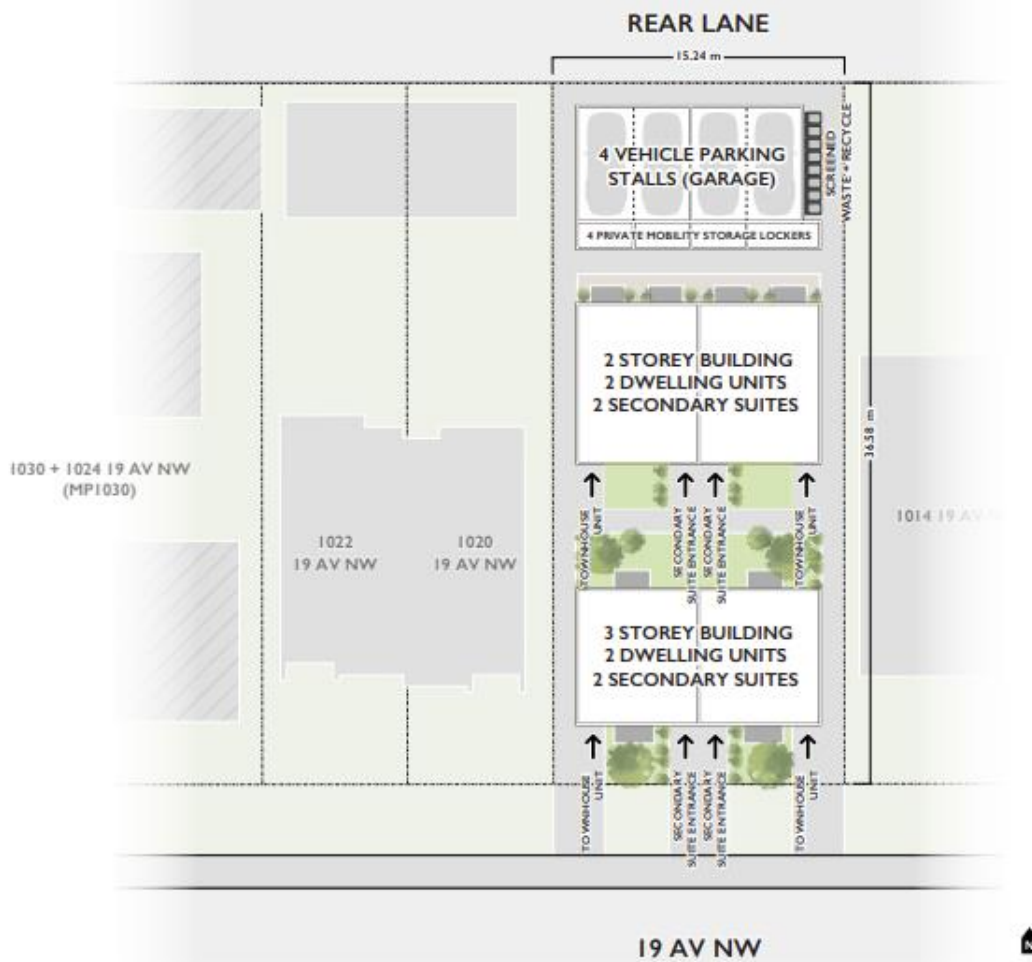 REAR LANE
15.24 m
4 VEHICLE PARKING
STALLS (GARAGE)
SCREENED
WASTE + RECYCLE
4 PRIVATE MOBILITY STORAGE LOCKERS
2 STOREY BUILDING
2 DWELLING UNITS
2 SECONDARY SUITES
36.58 m
1030 + 1024 19 AV NW
(MP1030)
1022
19 AV NW
1020
19 AV NW
1014 19 AV
TOWNHOUSE
UNIT
SECONDARY
SUITE ENTRANCE
SECONDARY
SUITE ENTRANCE
TOWNHOUSE
UNIT
3 STOREY BUILDING
2 DWELLING UNITS
2 SECONDARY SUITES
TOWNHOUSE
UNIT
SECONDARY
SUITE ENTRANCE
SECONDARY
SUITE ENTRANCE
TOWNHOUSE
UNIT
19 AV NW